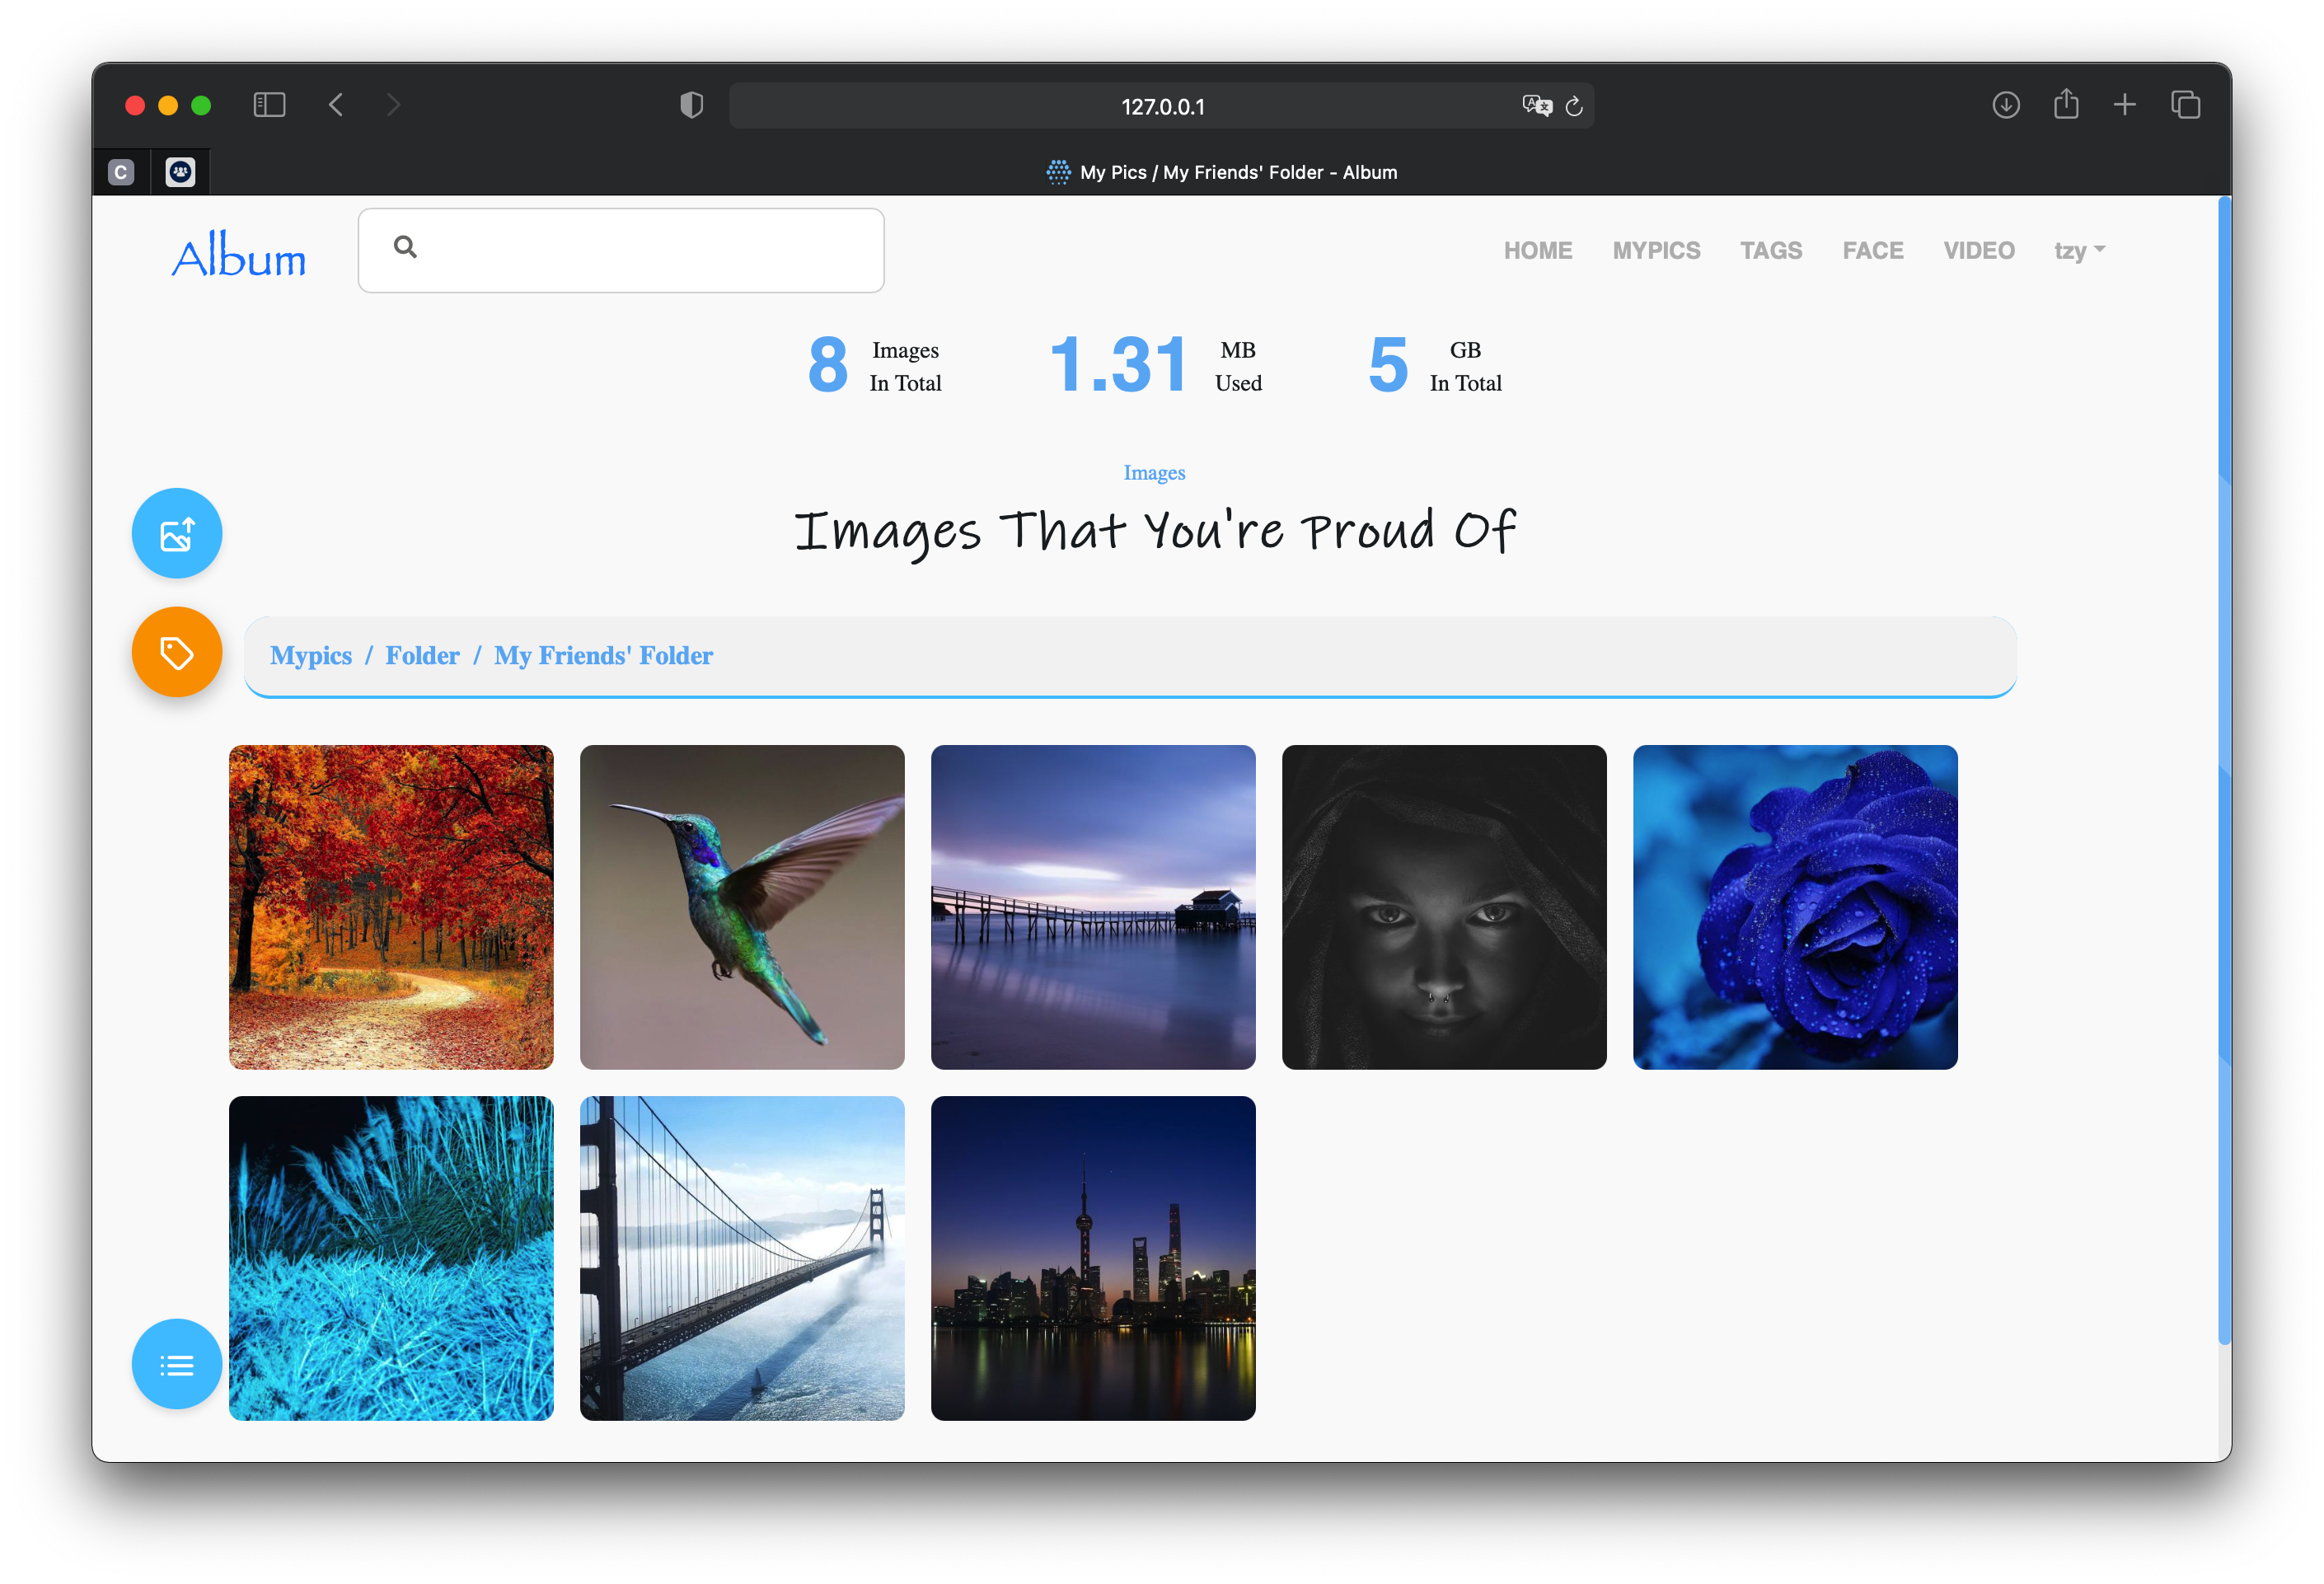 127.0.0.1
C
My Pics / My Friends' Folder - Album
Album
HOME MYPICS TAGS FACE VIDEO tzy
8 Images In Total
1.31 MB Used
5 GB In Total
Images
Images That You're Proud Of
Mypics / Folder / My Friends' Folder